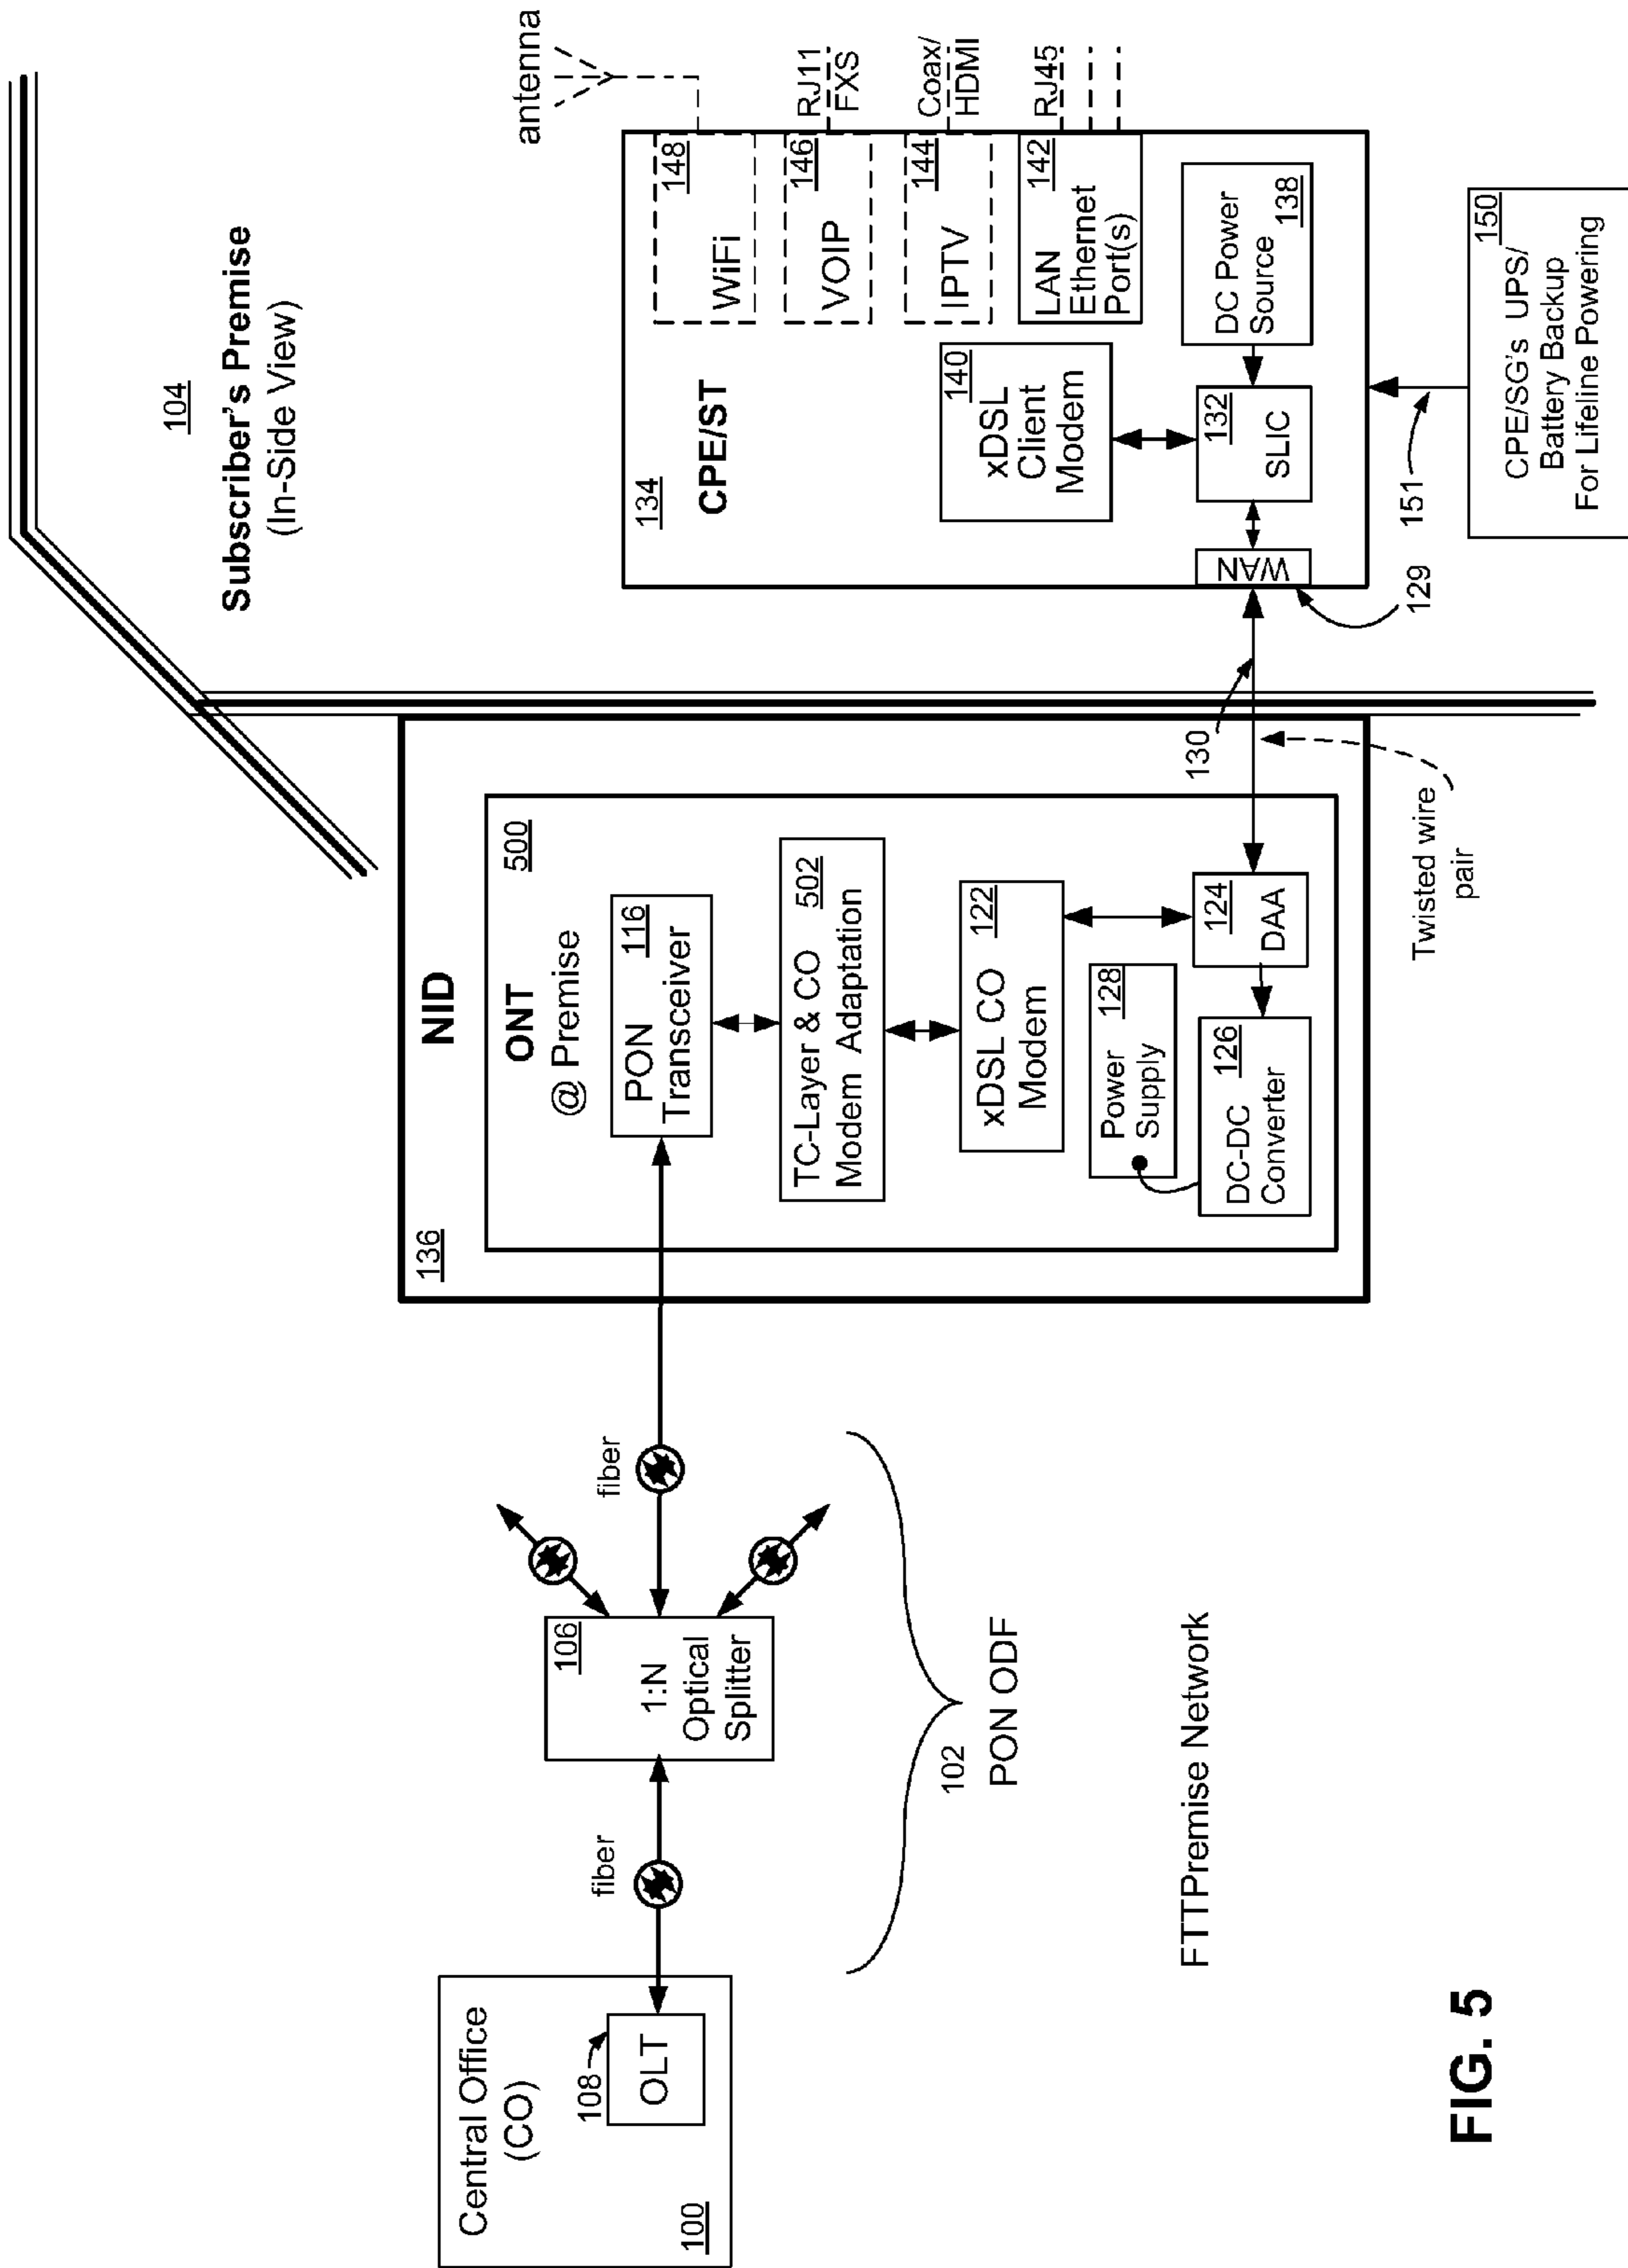 Central Office
(CO)
108
OLT
100
fiber
106
1:N
Optical
Splitter
fiber
102
PON ODF
FTTPremise Network
136
NID
ONT
500
@ Premise
116
PON
Transceiver
502
TC-Layer & CO
Modem Adaptation
122
xDSL CO
Modem
128
Power
Supply
124
DAA
126
DC-DC
Converter
130
Twisted wire
pair
104
Subscriber's Premise
(In-Side View)
134
CPE/ST
129
WAN
132
SLIC
140
xDSL
Client
Modem
138
DC Power
Source
148
WiFi
antenna
146
VOIP
RJ11
FXS
144
IPTV
Coax/
HDMI
142
LAN
Ethernet
Port(s)
RJ45
151
150
CPE/SG's UPS/
Battery Backup
For Lifeline Powering
FIG. 5